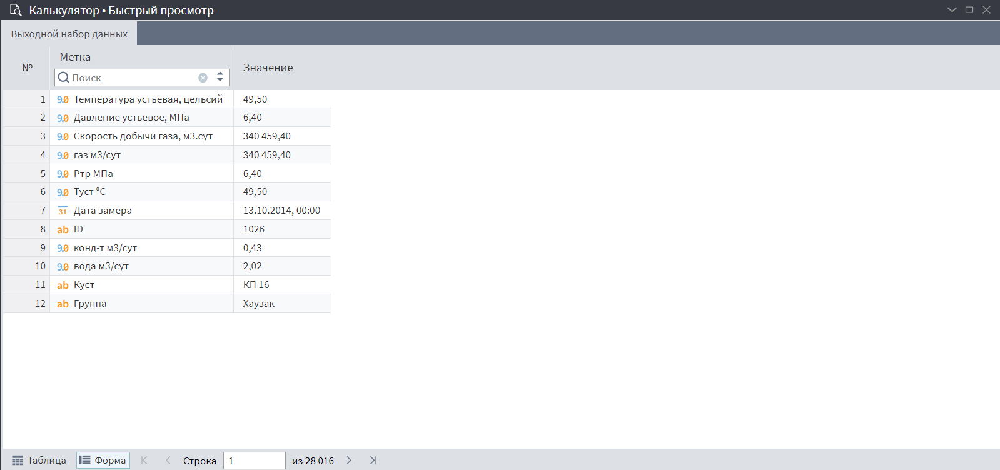 Калькулятор • Быстрый просмотр
Выходной набор данных
№ Метка Значение
Поиск
1 9.0 Температура устьевая, цельсий 49,50
2 9.0 Давление устьевое, МПа 6,40
3 9.0 Скорость добычи газа, м3.сут 340 459,40
4 9.0 газ м3/сут 340 459,40
5 9.0 Ртр МПа 6,40
6 9.0 Туст °С 49,50
7 31 Дата замера 13.10.2014, 00:00
8 ab ID 1026
9 9.0 конд-т м3/сут 0,43
10 9.0 вода м3/сут 2,02
11 ab Куст КП 16
12 ab Группа Хаузак
Таблица Форма Строка 1 из 28 016